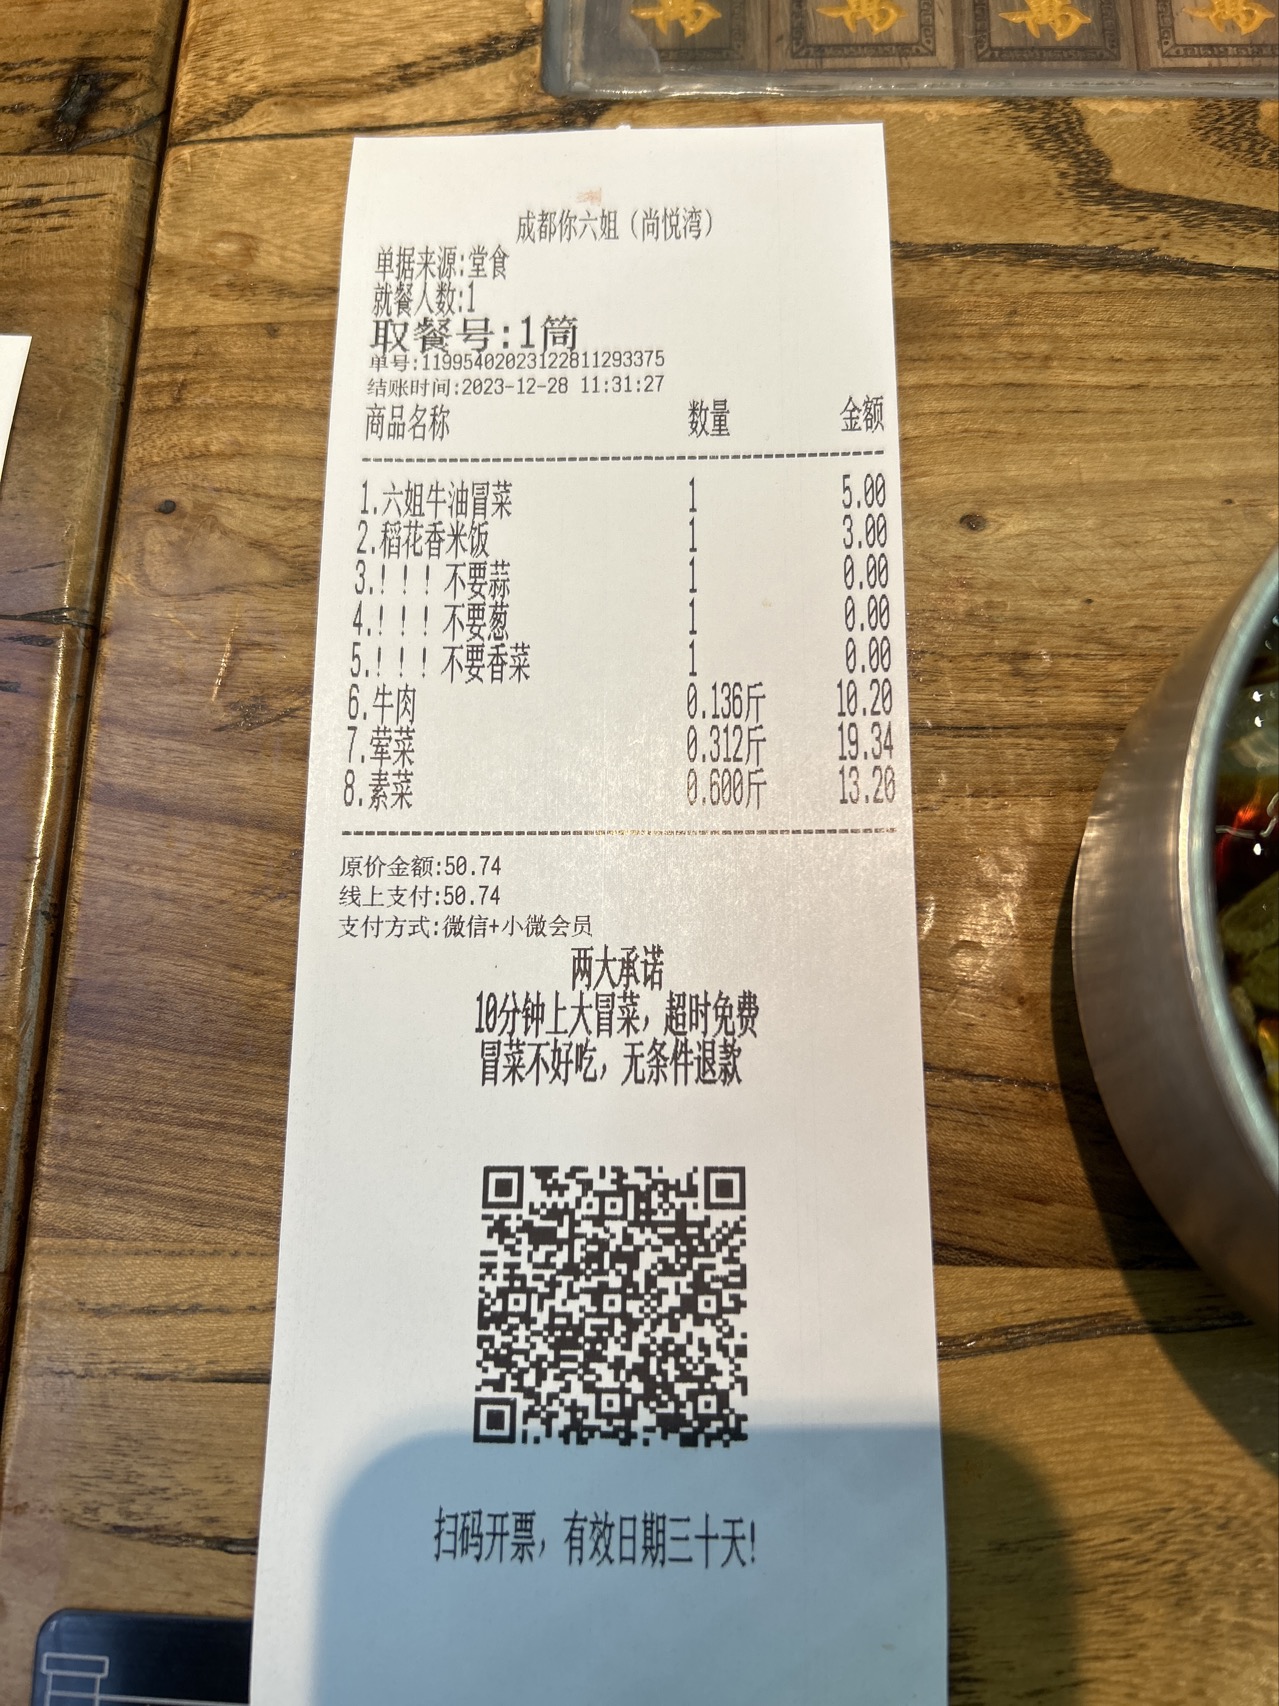 萬 萬 萬 萬
成都你六姐（尚悦湾）
单据来源:堂食
就餐人数:1
取餐号:1筒
单号:11995402023122811293375
结账时间:2023-12-28 11:31:27
商品名称 数量 金额
1.六姐牛油冒菜 1 5.00
2.稻花香米饭 1 3.00
3.！！！不要蒜 1 0.00
4.！！！不要葱 1 0.00
5.！！！不要香菜 1 0.00
6.牛肉 0.136斤 10.20
7.荤菜 0.312斤 19.34
8.素菜 0.600斤 13.20
原价金额:50.74
线上支付:50.74
支付方式:微信+小微会员
两大承诺
10分钟上大冒菜，超时免费
冒菜不好吃，无条件退款
扫码开票，有效日期三十天!